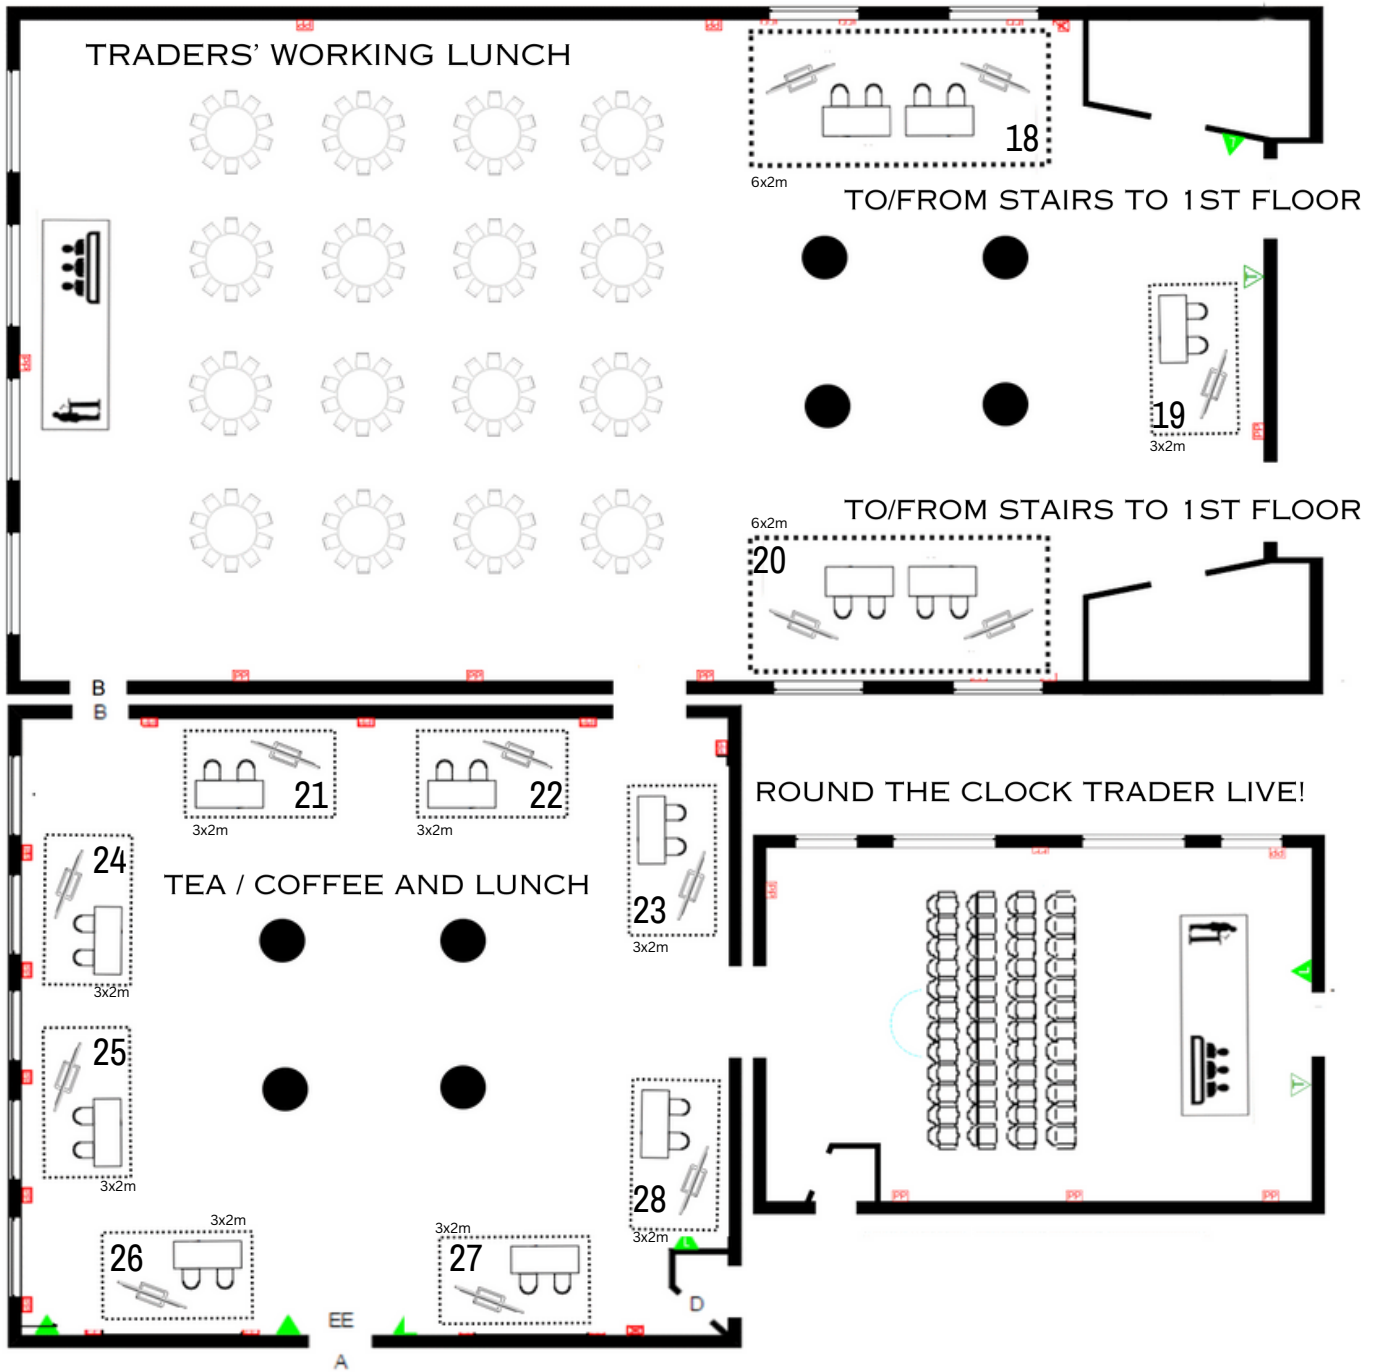 TRADERS' WORKING LUNCH
18
6x2m
TO/FROM STAIRS TO 1ST FLOOR
19
3x2m
TO/FROM STAIRS TO 1ST FLOOR
6x2m
20
B
B
21
3x2m
22
3x2m
ROUND THE CLOCK TRADER LIVE!
24
3x2m
TEA / COFFEE AND LUNCH
23
3x2m
25
3x2m
3x2m
26
3x2m
27
28
3x2m
D
EE
A